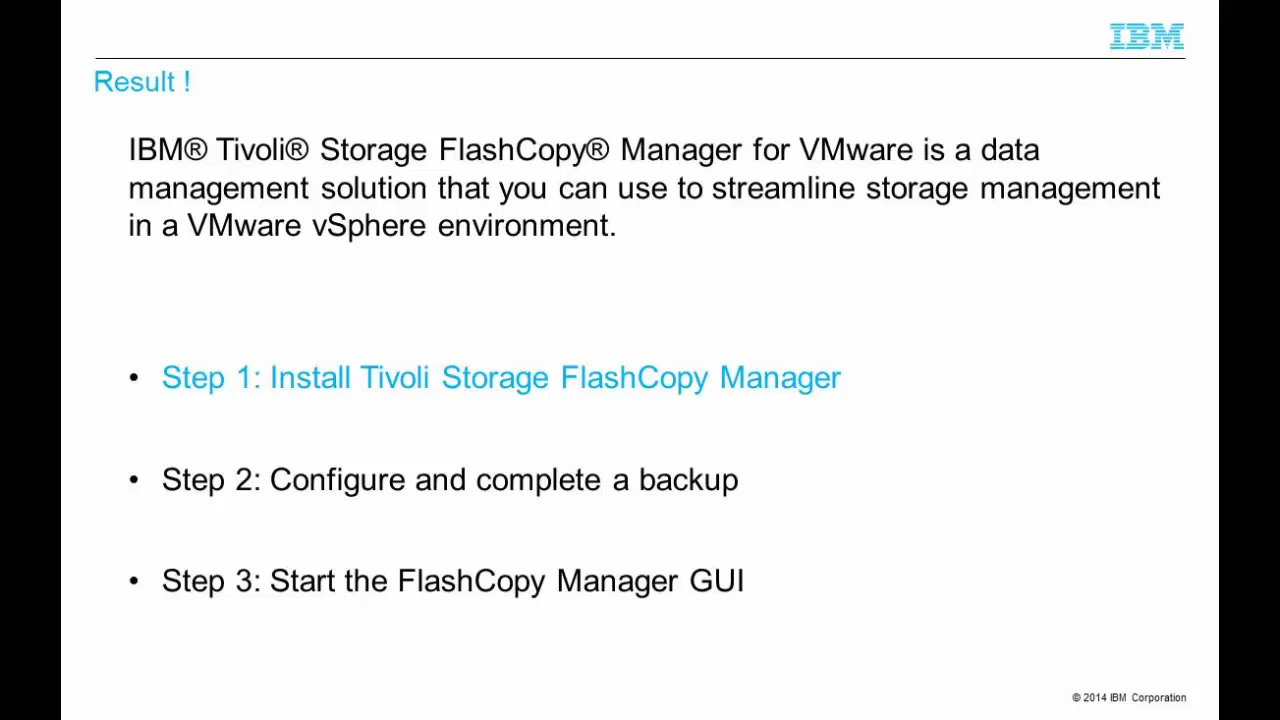 IBM
Result !
IBM® Tivoli® Storage FlashCopy® Manager for VMware is a data
management solution that you can use to streamline storage management
in a VMware vSphere environment.
• Step 1: Install Tivoli Storage FlashCopy Manager
• Step 2: Configure and complete a backup
• Step 3: Start the FlashCopy Manager GUI
© 2014 IBM Corporation